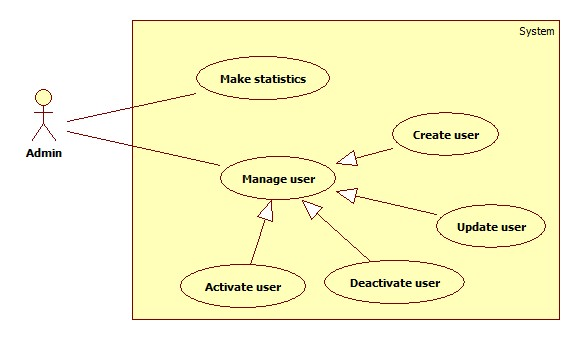 System
Make statistics
Create user
Admin
Manage user
Update user
Activate user
Deactivate user